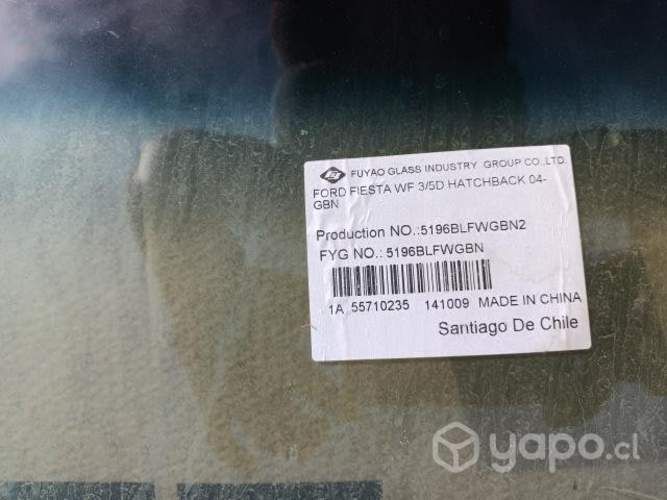 FUYAO GLASS INDUSTRY GROUP CO.,LTD.
FORD FIESTA WF 3/5D HATCHBACK 04-
GBN
Production NO.:5196BLFWGBN2
FYG NO.: 5196BLFWGBN
1A 55710235 141009 MADE IN CHINA
Santiago De Chile
yapo.cl